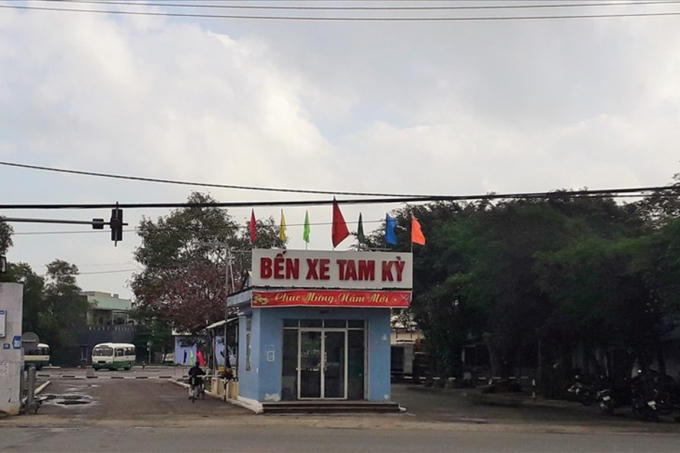 BẾN XE TAM KỲ
Chúc Mừng Năm Mới